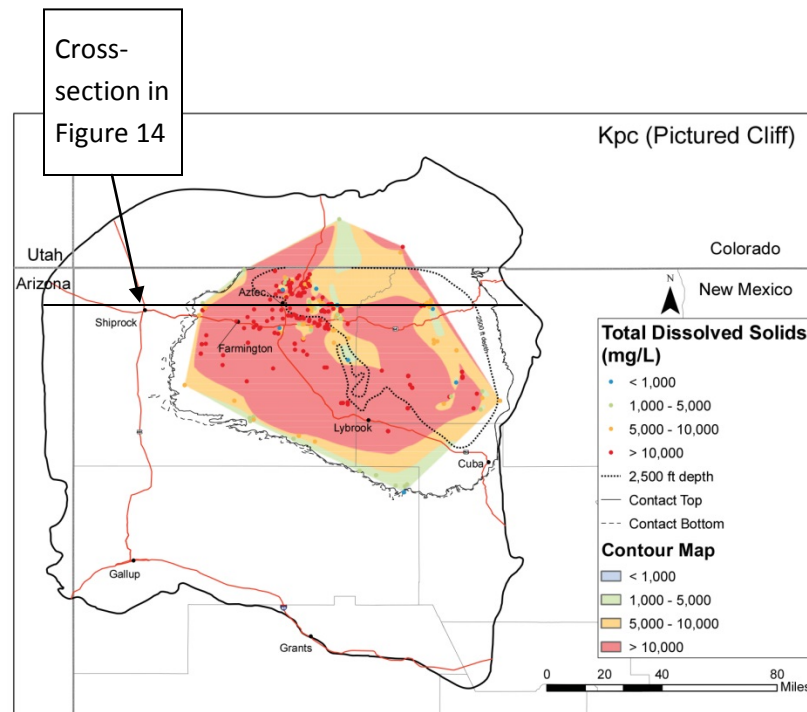 Cross-
section in
Figure 14
Kpc (Pictured Cliff)
Utah
Colorado
Arizona
New Mexico
N
Aztec
Shiprock
Farmington
2500 ft depth
Lybrook
Cuba
Gallup
Grants
Total Dissolved Solids
(mg/L)
< 1,000
1,000 - 5,000
5,000 - 10,000
> 10,000
2,500 ft depth
Contact Top
Contact Bottom
Contour Map
< 1,000
1,000 - 5,000
5,000 - 10,000
> 10,000
0 20 40 80
Miles